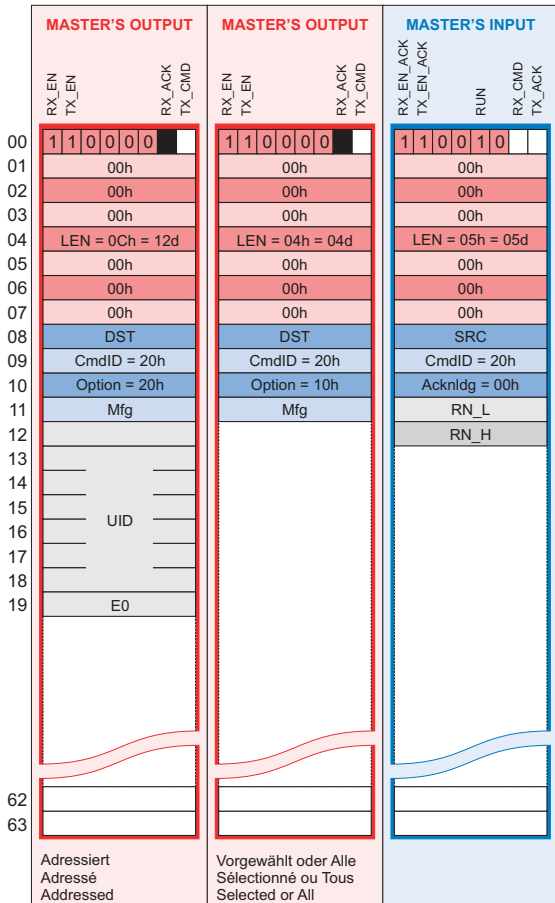 MASTER'S OUTPUT MASTER'S OUTPUT MASTER'S INPUT
RX_EN TX_EN RX_ACK TX_CMD RX_EN TX_EN RX_ACK TX_CMD RX_EN_ACK TX_EN_ACK RUN RX_CMD TX_ACK
00 1 1 0 0 0 0 1 1 0 0 0 0 1 1 0 0 1 0
01 00h 00h 00h
02 00h 00h 00h
03 00h 00h 00h
04 LEN = 0Ch = 12d LEN = 04h = 04d LEN = 05h = 05d
05 00h 00h 00h
06 00h 00h 00h
07 00h 00h 00h
08 DST DST SRC
09 CmdID = 20h CmdID = 20h CmdID = 20h
10 Option = 20h Option = 10h Acknldg = 00h
11 Mfg Mfg RN_L
12 RN_H
13
14
15
UID
16
17
18
19 E0
62
63
Adressiert Vorgewählt oder Alle
Adressé Sélectionné ou Tous
Addressed Selected or All